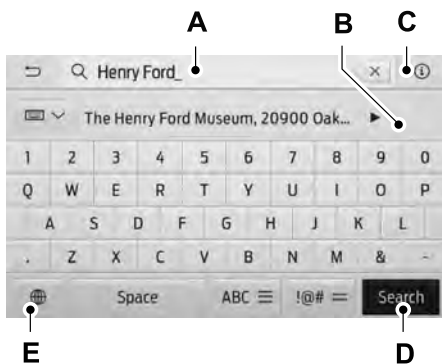 A B C
Henry Ford_ ×
The Henry Ford Museum, 20900 Oak...
1 2 3 4 5 6 7 8 9 0
Q W E R T Y U I O P
A S D F G H J K L
. Z X C V B N M & -
Space ABC !@# Search
E D